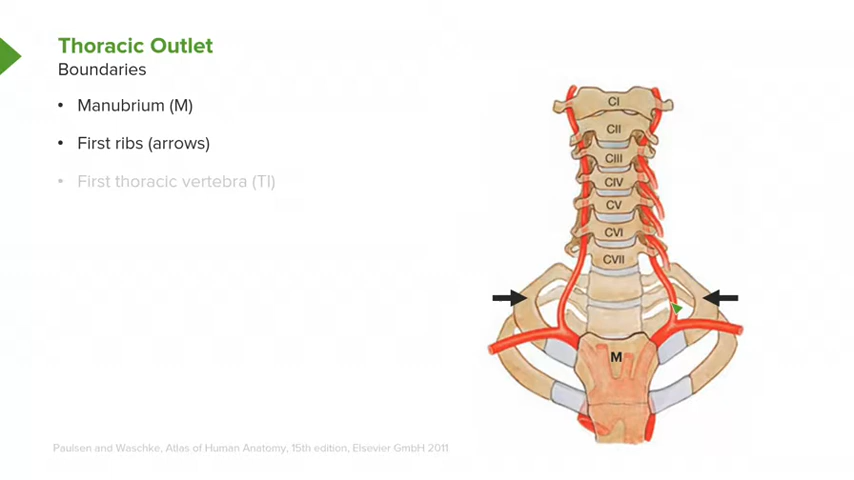 Thoracic Outlet
Boundaries
• Manubrium (M)
• First ribs (arrows)
• First thoracic vertebra (TI)
CI
CII
CIII
CIV
CV
CVI
CVII
M
Paulsen and Waschke, Atlas of Human Anatomy, 15th edition, Elsevier GmbH 2011